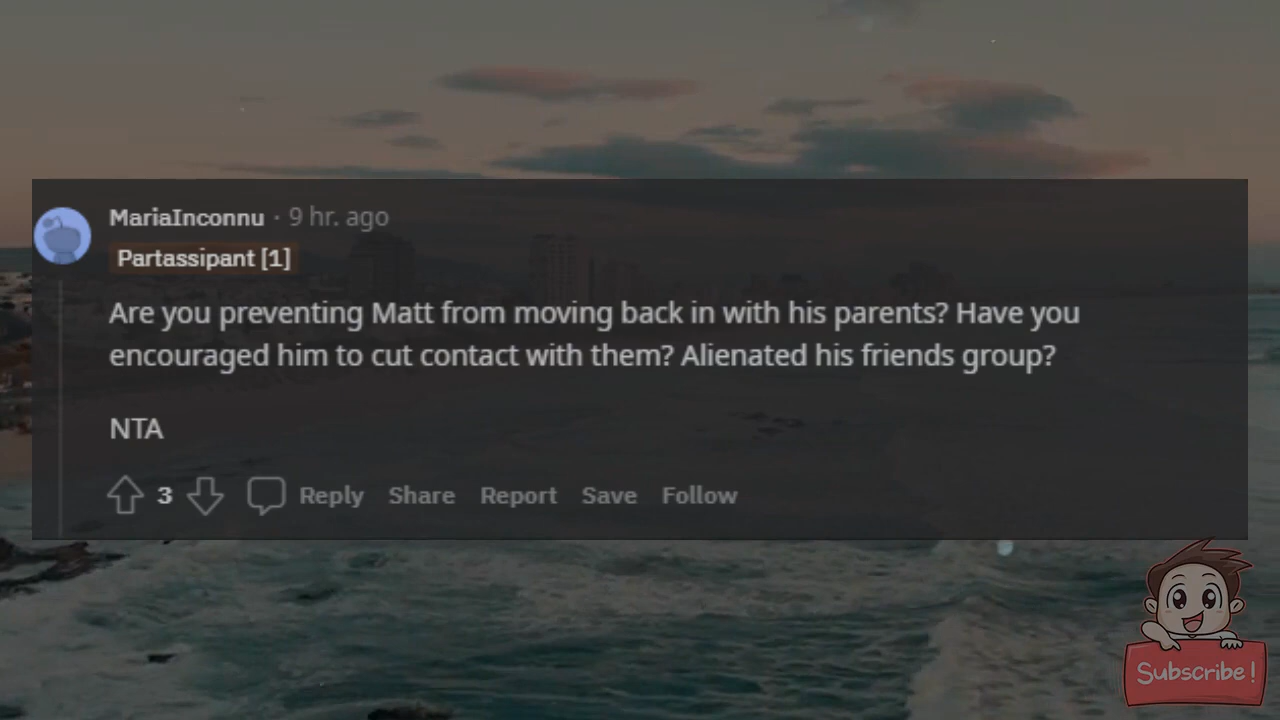 MariaInconnu · 9 hr. ago
Partassipant [1]
Are you preventing Matt from moving back in with his parents? Have you
encouraged him to cut contact with them? Alienated his friends group?
NTA
3 Reply Share Report Save Follow
Subscribe!